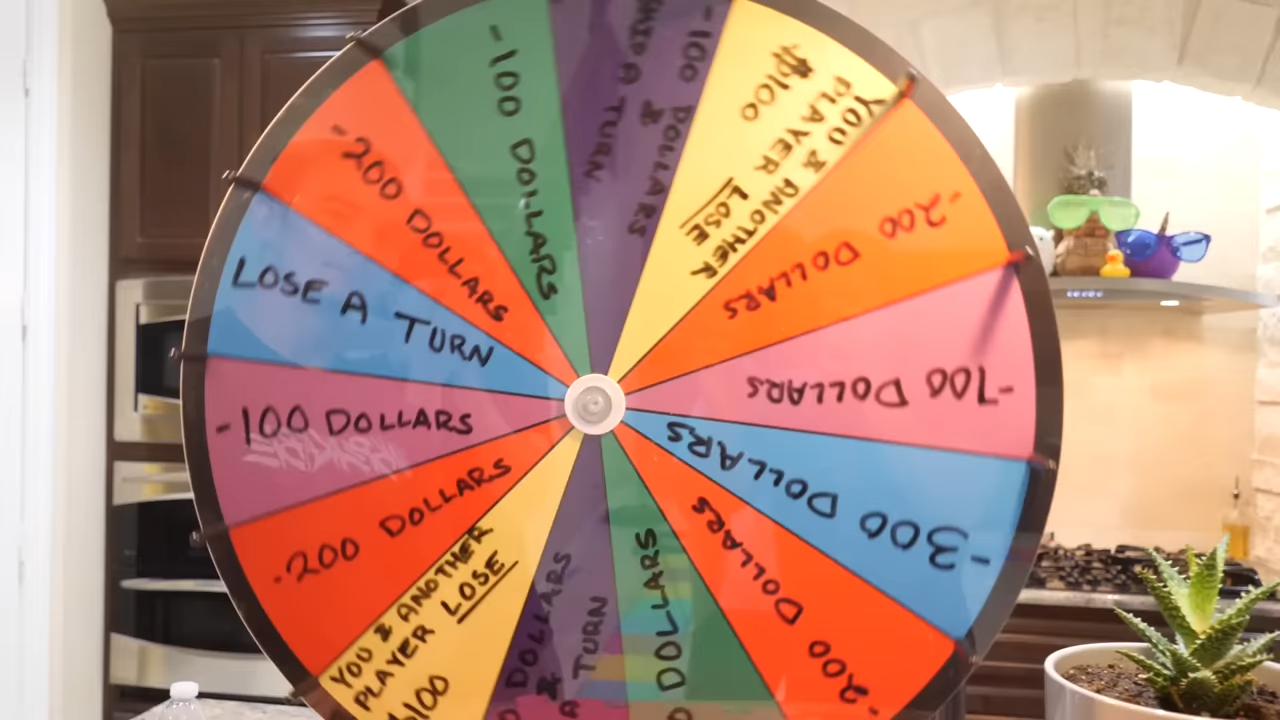 -100 DOLLARS
-100 DOLLARS
&
SKIP A TURN
YOU & ANOTHER
PLAYER LOSE
$100
-200 DOLLARS
-100 DOLLARS
-300 DOLLARS
-200 DOLLARS
DOLLARS
DOLLARS
&
A TURN
YOU & ANOTHER
PLAYER LOSE
$100
-200 DOLLARS
-100 DOLLARS
LOSE A TURN
-200 DOLLARS